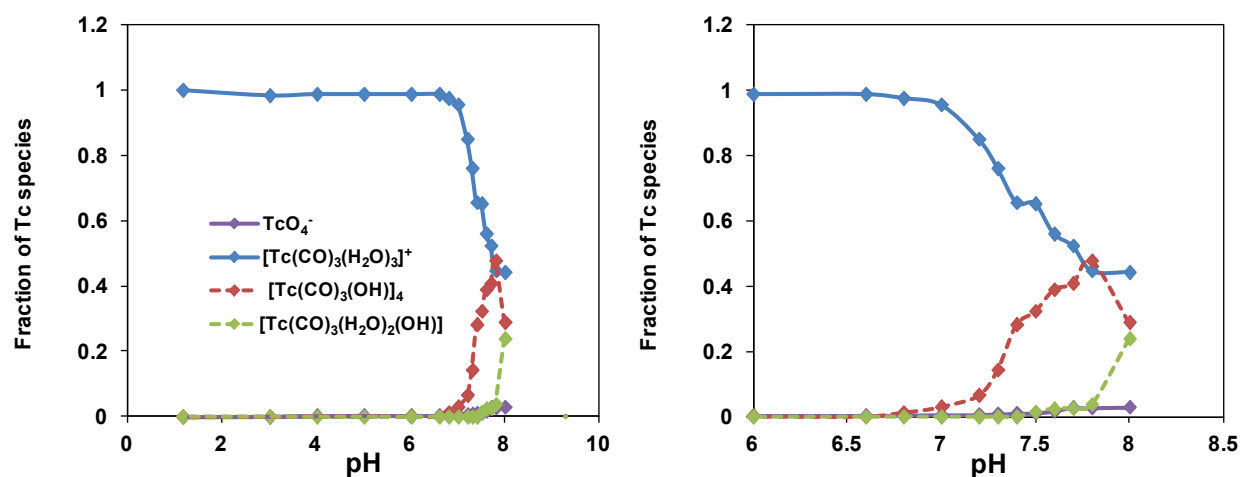 1.2
1
0.8
0.6
0.4
0.2
0
0 2 4 6 8 10
pH
Fraction of Tc species
TcO₄⁻
[Tc(CO)₃(H₂O)₃]⁺
[Tc(CO)₃(OH)]₄
[Tc(CO)₃(H₂O)₂(OH)]
1.2
1
0.8
0.6
0.4
0.2
0
6 6.5 7 7.5 8 8.5
pH
Fraction of Tc species